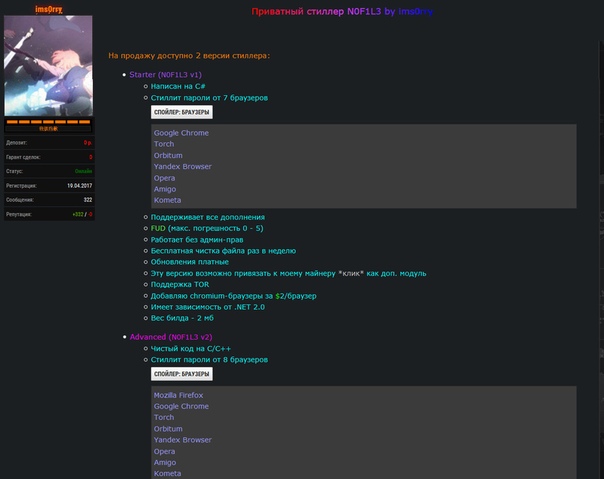 ims0rry
Приватный стиллер N0F1L3 by ims0rry
На продажу доступно 2 версии стиллера:
Депозит: 0 р
Гарант сделок: 0
Статус: Онлайн
Регистрация: 19.04.2017
Сообщения: 322
Репутация: +332 / -0
Starter (N0F1L3 v1)
Написан на C#
Стиллит пароли от 7 браузеров
СПОЙЛЕР: БРАУЗЕРЫ
Google Chrome
Torch
Orbitum
Yandex Browser
Opera
Amigo
Kometa
Поддерживает все дополнения
FUD (макс. погрешность 0 - 5)
Работает без админ-прав
Бесплатная чистка файла раз в неделю
Обновления платные
Эту версию возможно привязать к моему майнеру *клик* как доп. модуль
Поддержка TOR
Добавляю chromium-браузеры за $2/браузер
Имеет зависимость от .NET 2.0
Вес билда - 2 мб
Advanced (N0F1L3 v2)
Чистый код на C/C++
Стиллит пароли от 8 браузеров
СПОЙЛЕР: БРАУЗЕРЫ
Mozilla Firefox
Google Chrome
Torch
Orbitum
Yandex Browser
Opera
Amigo
Kometa